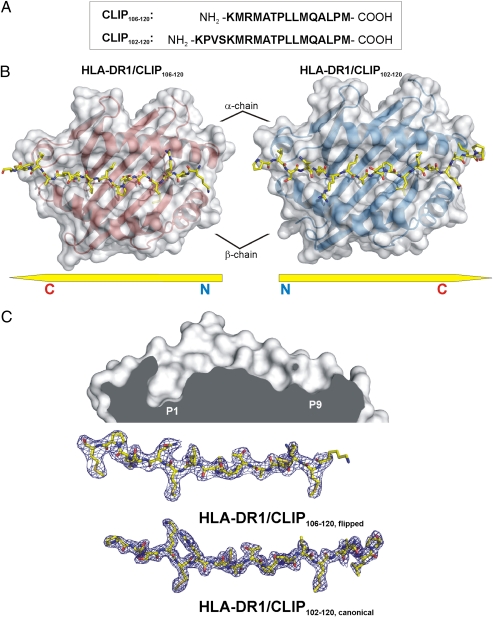 A
CLIP106-120: NH2 -KMRMATPLLMQALPM- COOH
CLIP102-120: NH2 -KPVSKMRMATPLLMQALPM- COOH
B
HLA-DR1/CLIP106-120
HLA-DR1/CLIP102-120
α-chain
β-chain
C N
N C
C
P1 P9
HLA-DR1/CLIP106-120, flipped
HLA-DR1/CLIP102-120, canonical